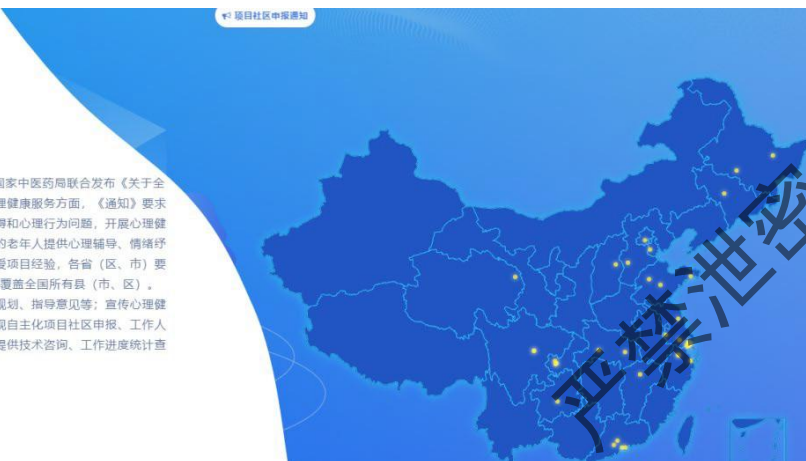 项目社区申报通知
国家中医药局联合发布《关于全
理健康服务方面，《通知》要求
得和心理行为问题，开展心理健
的老年人提供心理辅导、情绪纾
爱项目经验，各省（区、市）要
覆盖全国所有县（市、区）。
规划、指导意见等；宣传心理健
现自主化项目社区申报、工作人
提供技术咨询、工作进度统计查
严禁泄密